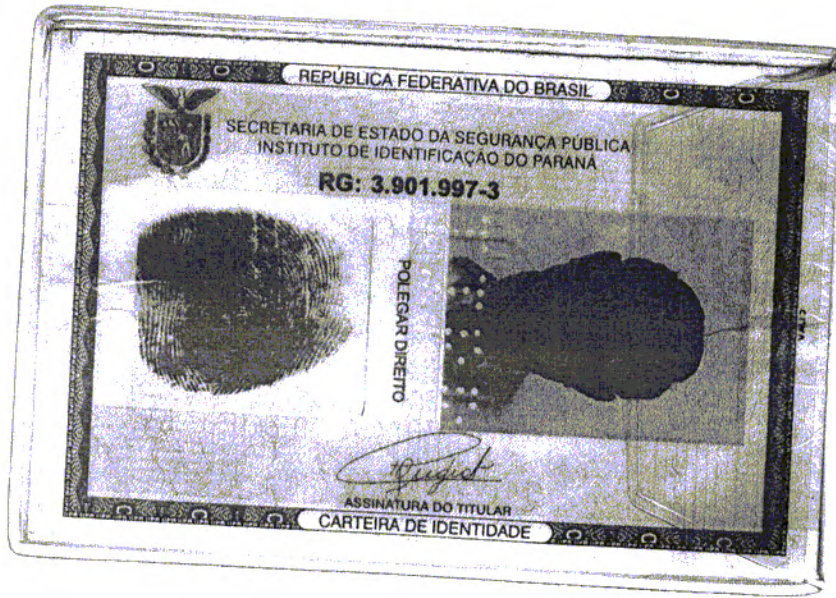 REPÚBLICA FEDERATIVA DO BRASIL
SECRETARIA DE ESTADO DA SEGURANÇA PÚBLICA
INSTITUTO DE IDENTIFICAÇÃO DO PARANÁ
RG: 3.901.997-3
POLEGAR DIREITO
ASSINATURA DO TITULAR
CARTEIRA DE IDENTIDADE